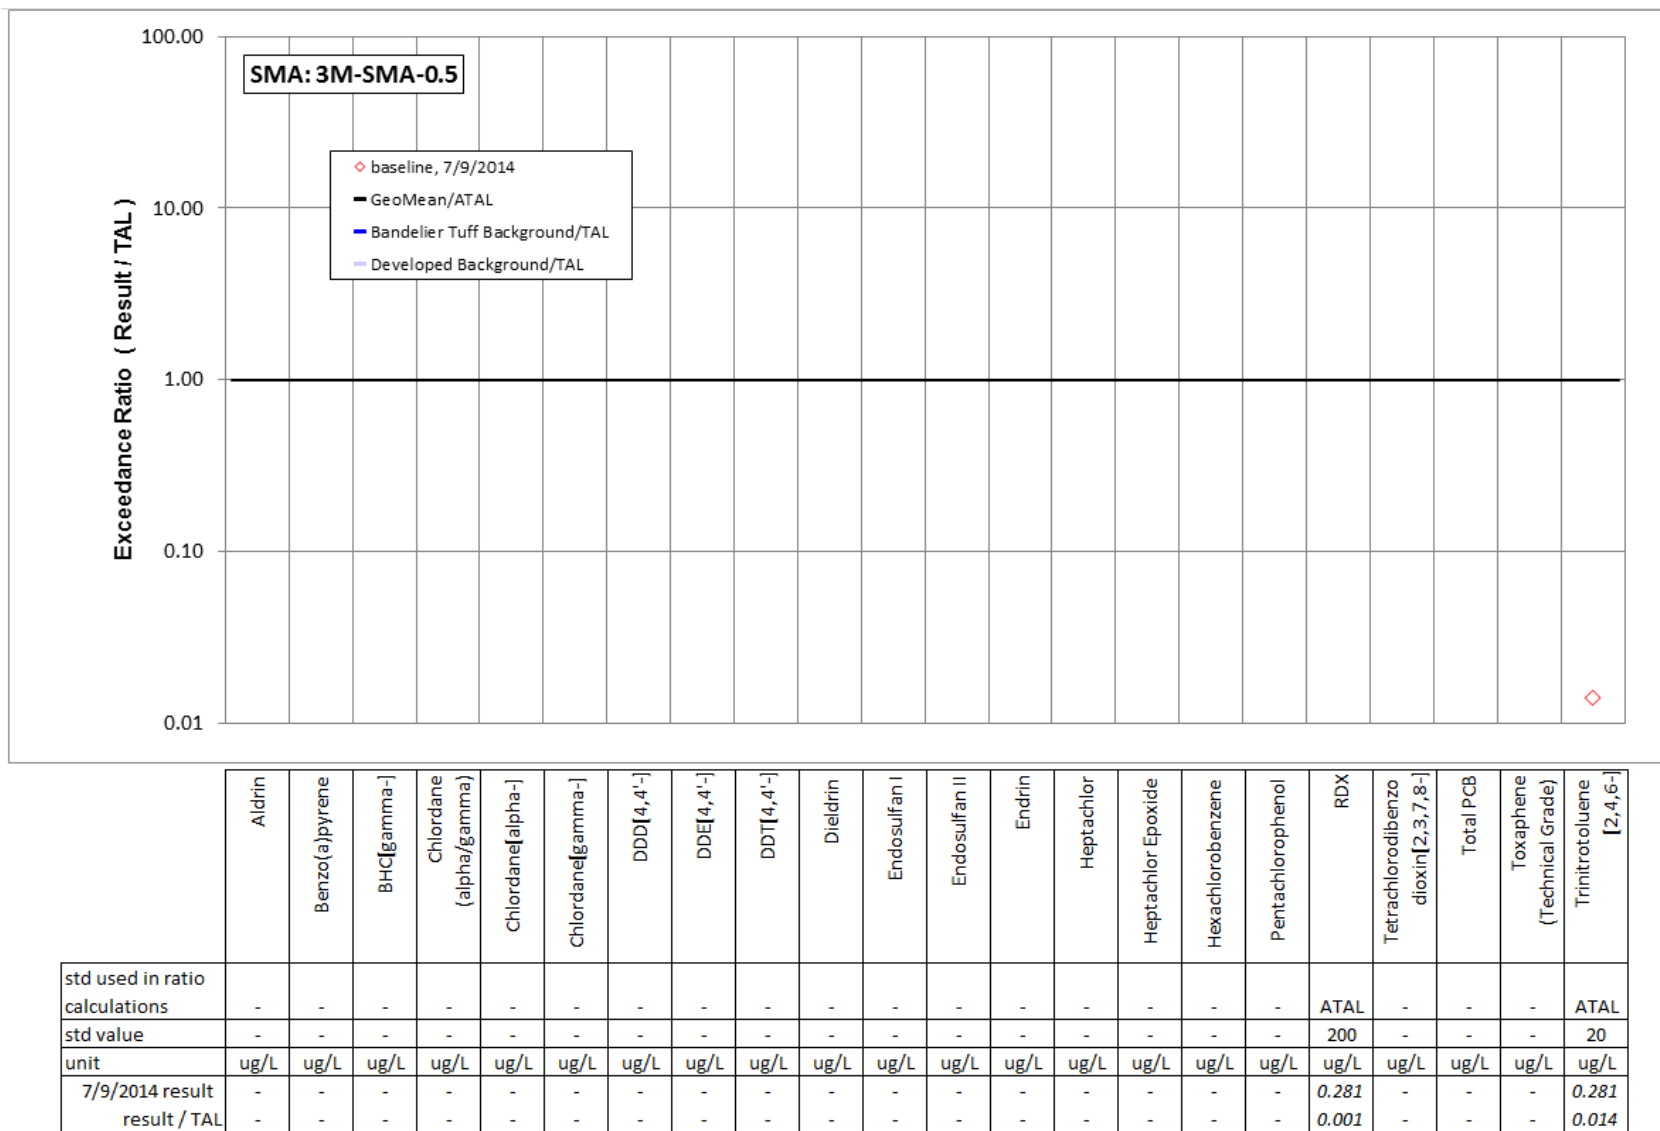 100.00
SMA: 3M-SMA-0.5
baseline, 7/9/2014
GeoMean/ATAL
Bandelier Tuff Background/TAL
Developed Background/TAL
Exceedance Ratio ( Result / TAL )
10.00
1.00
0.10
0.01
Aldrin
Benzo(a)pyrene
BHC[gamma-]
Chlordane
(alpha/gamma)
Chlordane[alpha-]
Chlordane[gamma-]
DDD[4,4'-]
DDE[4,4'-]
DDT[4,4'-]
Dieldrin
Endosulfan I
Endosulfan II
Endrin
Heptachlor
Heptachlor Epoxide
Hexachlorobenzene
Pentachlorophenol
RDX
Tetrachlorodibenzo
dioxin[2,3,7,8-]
Total PCB
Toxaphene
(Technical Grade)
Trinitrotoluene
[2,4,6-]
std used in ratio
calculations - - - - - - - - - - - - - - - - - ATAL - - - ATAL
std value - - - - - - - - - - - - - - - - - 200 - - - 20
unit ug/L ug/L ug/L ug/L ug/L ug/L ug/L ug/L ug/L ug/L ug/L ug/L ug/L ug/L ug/L ug/L ug/L ug/L ug/L ug/L ug/L ug/L
7/9/2014 result - - - - - - - - - - - - - - - - - 0.281 - - - 0.281
result / TAL - - - - - - - - - - - - - - - - - 0.001 - - - 0.014